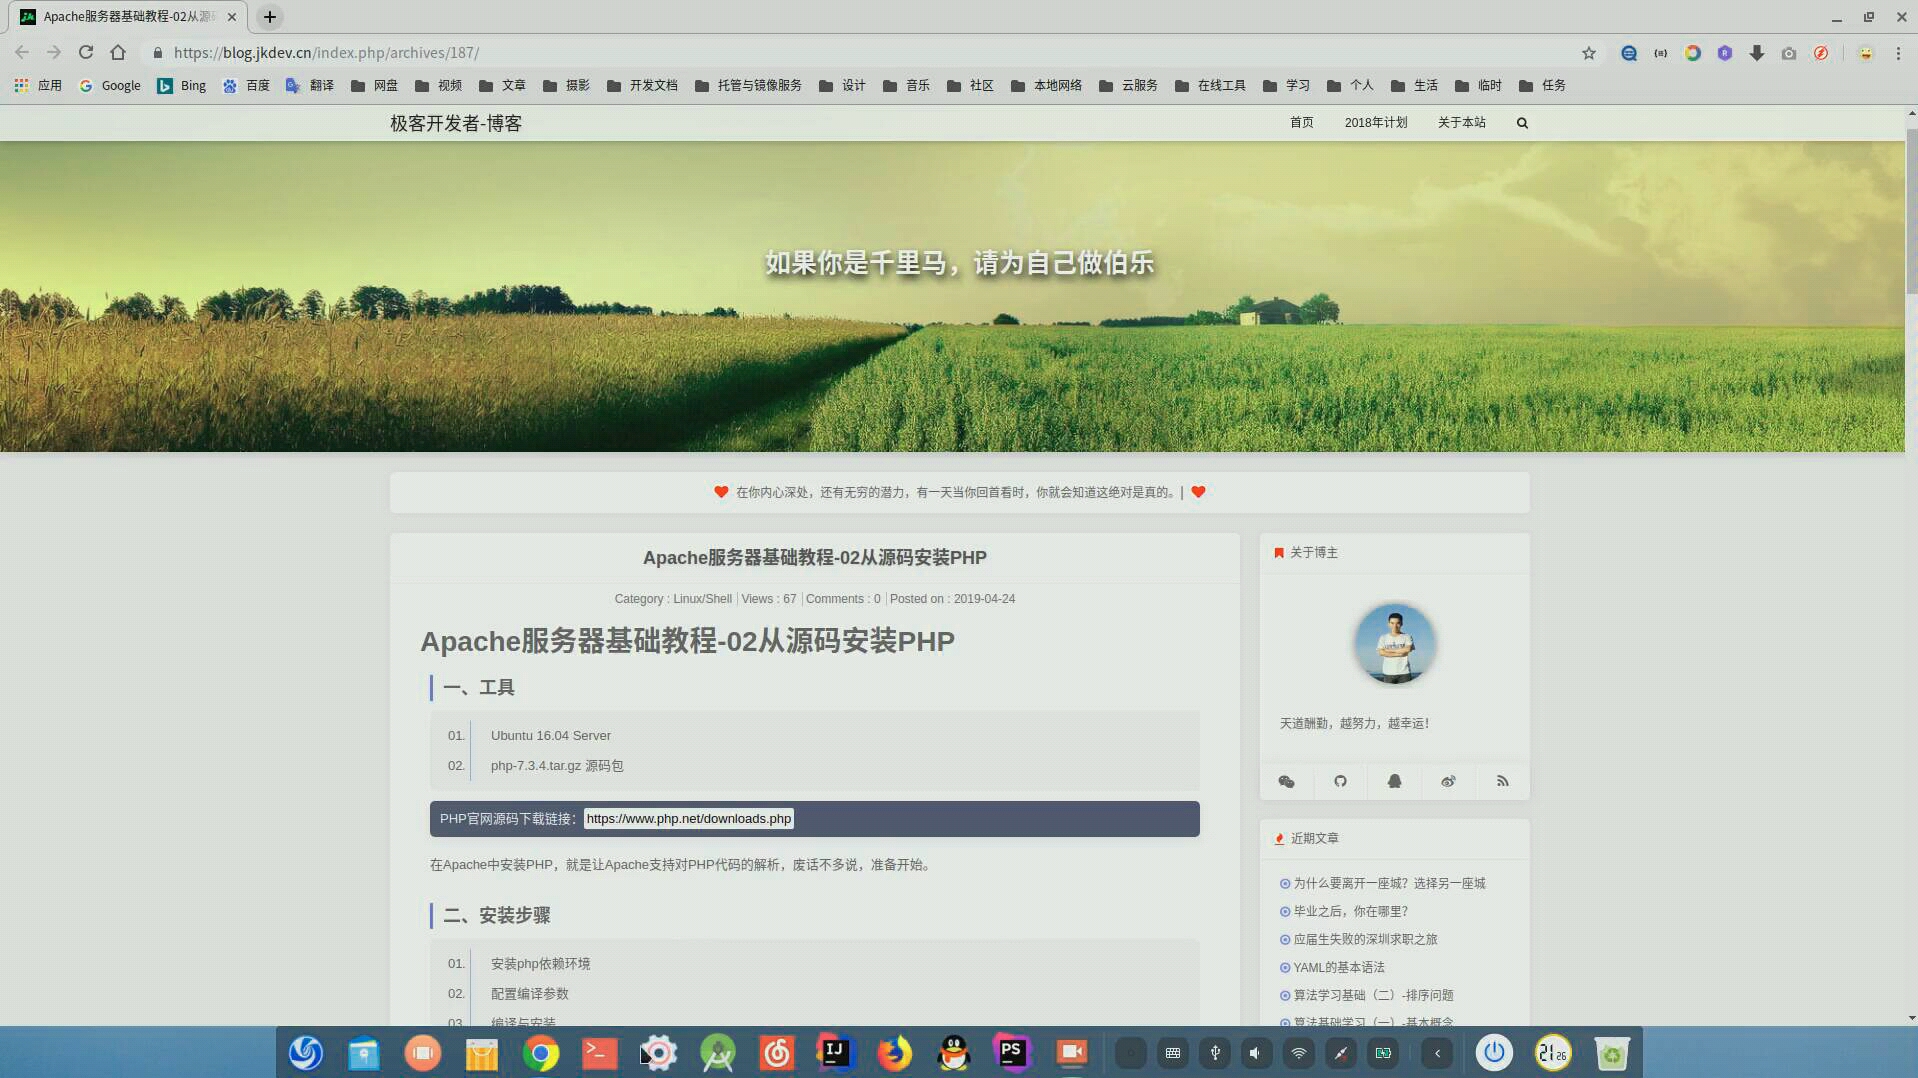 Apache服务器基础教程-02从源
https://blog.jkdev.cn/index.php/archives/187/
应用 Google Bing 百度 翻译 网盘 视频 文章 摄影 开发文档 托管与镜像服务 设计 音乐 社区 本地网络 云服务 在线工具 学习 个人 生活 临时 任务
极客开发者-博客 首页 2018年计划 关于本站
如果你是千里马，请为自己做伯乐
在你内心深处，还有无穷的潜力，有一天当你回首看时，你就会知道这绝对是真的。|
Apache服务器基础教程-02从源码安装PHP
Category : Linux/Shell | Views : 67 | Comments : 0 | Posted on : 2019-04-24
Apache服务器基础教程-02从源码安装PHP
一、工具
01. Ubuntu 16.04 Server
02. php-7.3.4.tar.gz 源码包
PHP官网源码下载链接：https://www.php.net/downloads.php
在Apache中安装PHP，就是让Apache支持对PHP代码的解析，废话不多说，准备开始。
二、安装步骤
01. 安装php依赖环境
02. 配置编译参数
03. 编译与安装
关于博主
天道酬勤，越努力，越幸运！
近期文章
为什么要离开一座城？选择另一座城
毕业之后，你在哪里？
应届生失败的深圳求职之旅
YAML的基本语法
算法学习基础（二）-排序问题
算法基础学习（一）-基本概念
IJ
PS
21 26